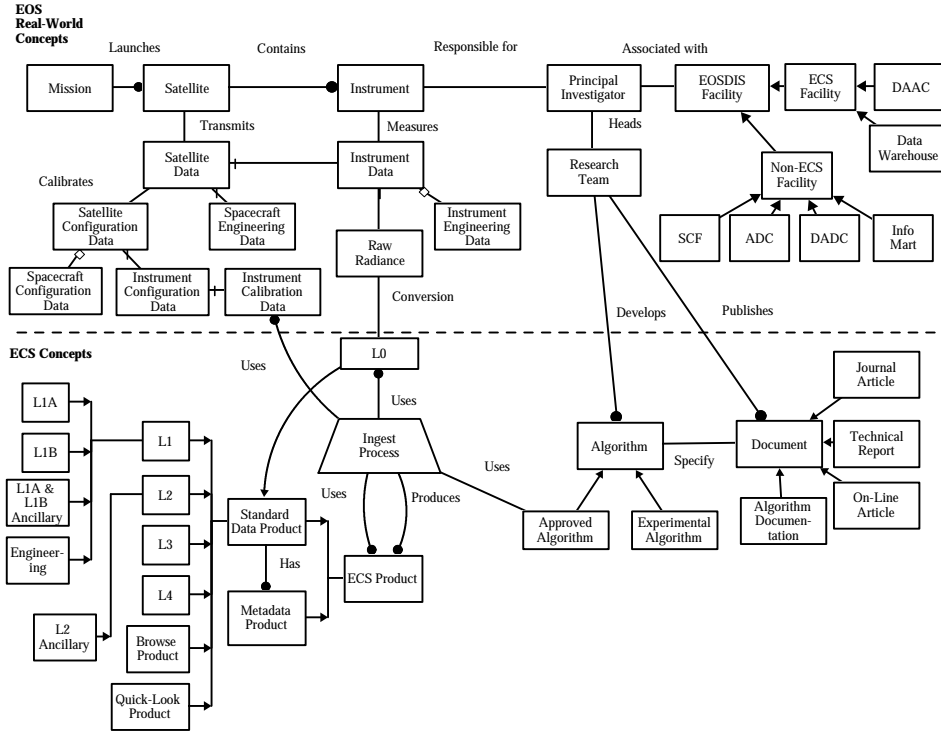 EOS
Real-World
Concepts
Launches
Contains
Responsible for
Associated with
Mission
Satellite
Instrument
Principal
Investigator
EOSDIS
Facility
ECS
Facility
DAAC
Transmits
Measures
Heads
Data
Warehouse
Satellite
Data
Instrument
Data
Research
Team
Non-ECS
Facility
Calibrates
Satellite
Configuration
Data
Spacecraft
Engineering
Data
Instrument
Engineering
Data
Raw
Radiance
SCF
ADC
DADC
Info
Mart
Spacecraft
Configuration
Data
Instrument
Configuration
Data
Instrument
Calibration
Data
Conversion
Develops
Publishes
ECS Concepts
L0
Uses
Uses
Journal
Article
L1A
L1
Ingest
Process
Algorithm
Document
Technical
Report
L1B
Specify
Uses
L1A &
L1B
Ancillary
L2
Uses
Produces
Standard
Data Product
Approved
Algorithm
Experimental
Algorithm
Algorithm
Documen-
tation
On-Line
Article
Engineer-
ing
L3
Has
ECS Product
L4
Metadata
Product
L2
Ancillary
Browse
Product
Quick-Look
Product